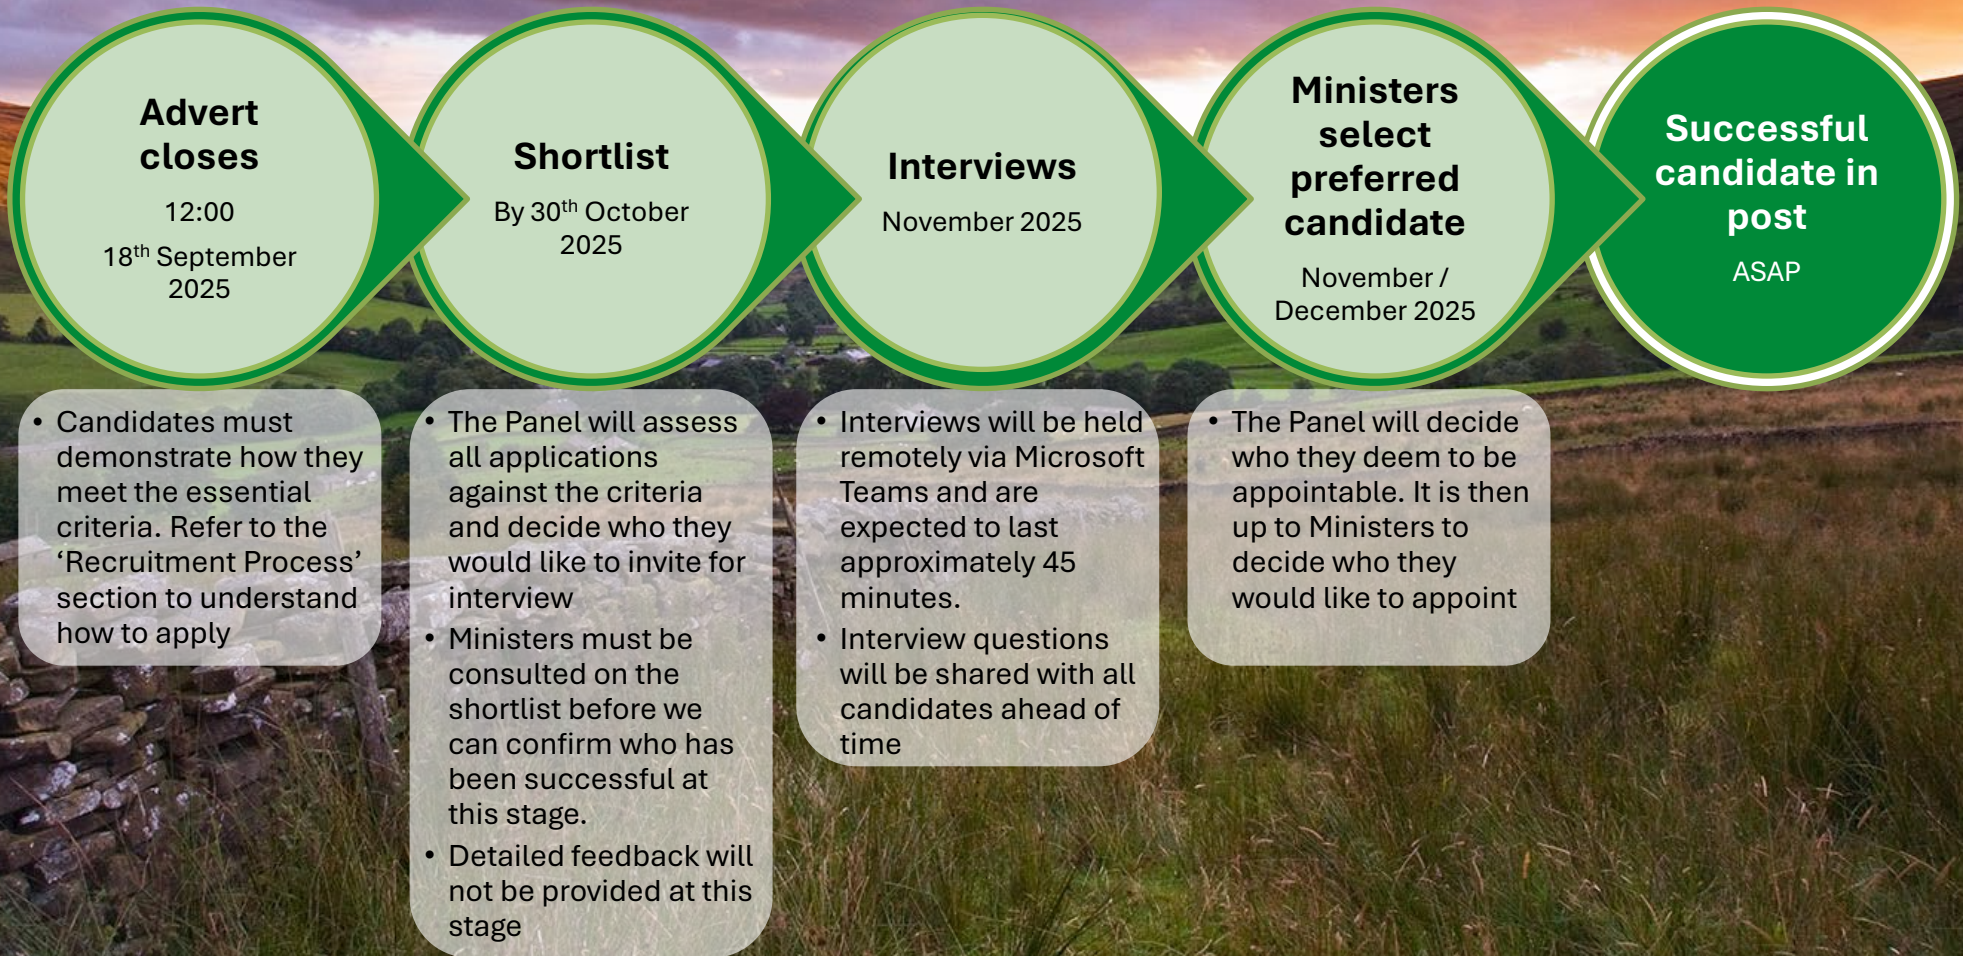 Advert
closes
12:00
18th September
2025
• Candidates must
demonstrate how they
meet the essential
criteria. Refer to the
‘Recruitment Process’
section to understand
how to apply
Shortlist
By 30th October
2025
• The Panel will assess
all applications
against the criteria
and decide who they
would like to invite for
interview
• Ministers must be
consulted on the
shortlist before we
can confirm who has
been successful at
this stage.
• Detailed feedback will
not be provided at this
stage
Interviews
November 2025
• Interviews will be held
remotely via Microsoft
Teams and are
expected to last
approximately 45
minutes.
• Interview questions
will be shared with all
candidates ahead of
time
Ministers
select
preferred
candidate
November /
December 2025
• The Panel will decide
who they deem to be
appointable. It is then
up to Ministers to
decide who they
would like to appoint
Successful
candidate in
post
ASAP